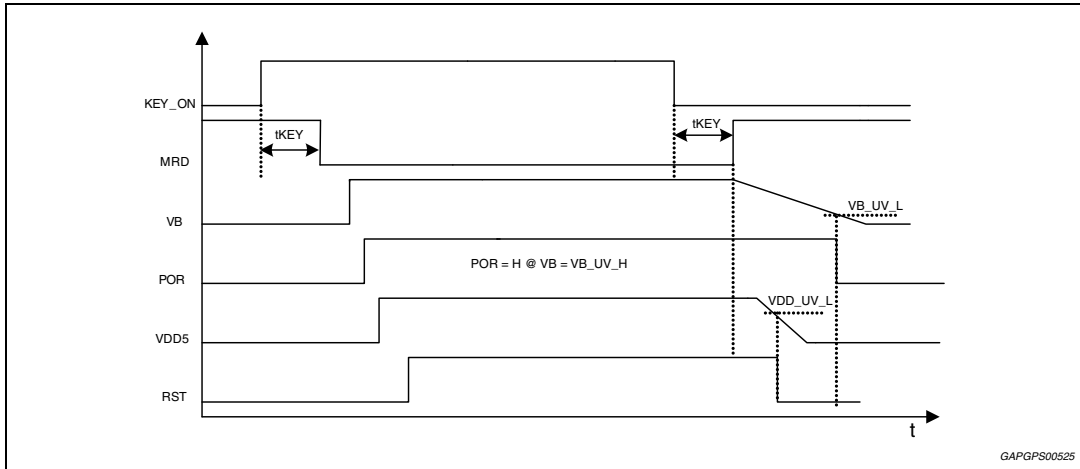 KEY_ON
tKEY
tKEY
MRD
VB_UV_L
VB
POR = H @ VB = VB_UV_H
POR
VDD_UV_L
VDD5
RST
t
GAPGPS00525